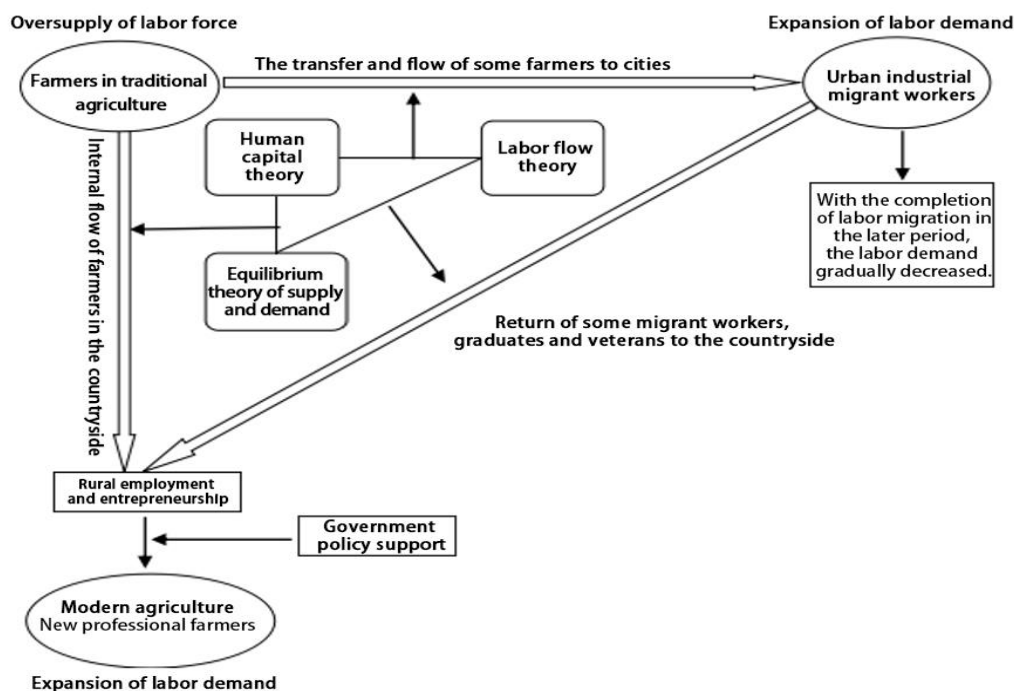 Oversupply of labor force
Expansion of labor demand
Farmers in traditional
agriculture
The transfer and flow of some farmers to cities
Urban industrial
migrant workers
Human
capital
theory
Labor flow
theory
Internal flow of farmers in the countryside
With the completion
of labor migration in
the later period,
the labor demand
gradually decreased.
Equilibrium
theory of supply
and demand
Return of some migrant workers,
graduates and veterans to the countryside
Rural employment
and entrepreneurship
Government
policy support
Modern agriculture
New professional farmers
Expansion of labor demand